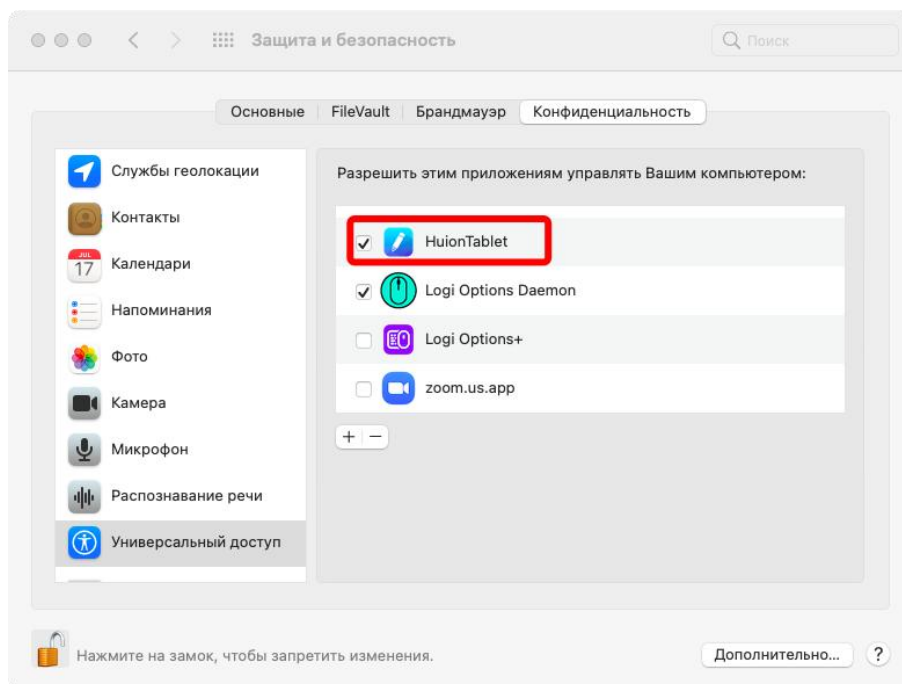 Защита и безопасность
Поиск
Основные
FileVault
Брандмауэр
Конфиденциальность
Службы геолокации
Контакты
JUL
17
Календари
Напоминания
Фото
Камера
Микрофон
Распознавание речи
Универсальный доступ
Разрешить этим приложениям управлять Вашим компьютером:
HuionTablet
Logi Options Daemon
Logi Options+
zoom.us.app
+ −
Нажмите на замок, чтобы запретить изменения.
Дополнительно...
?